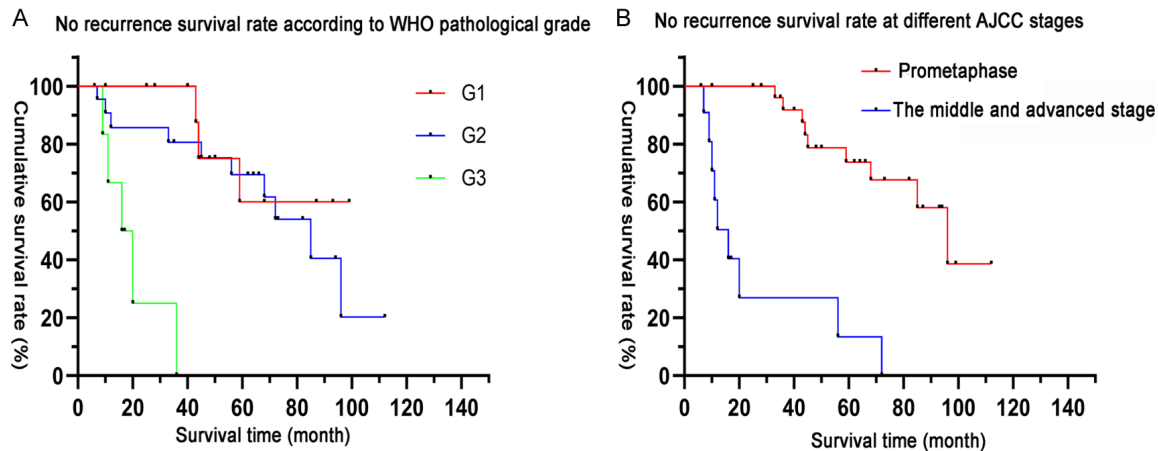 A
No recurrence survival rate according to WHO pathological grade
Cumulative survival rate (%)
100
80
60
40
20
0
0 20 40 60 80 100 120 140
Survival time (month)
G1
G2
G3
B
No recurrence survival rate at different AJCC stages
Cumulative survival rate (%)
100
80
60
40
20
0
0 20 40 60 80 100 120 140
Survival time (month)
Prometaphase
The middle and advanced stage